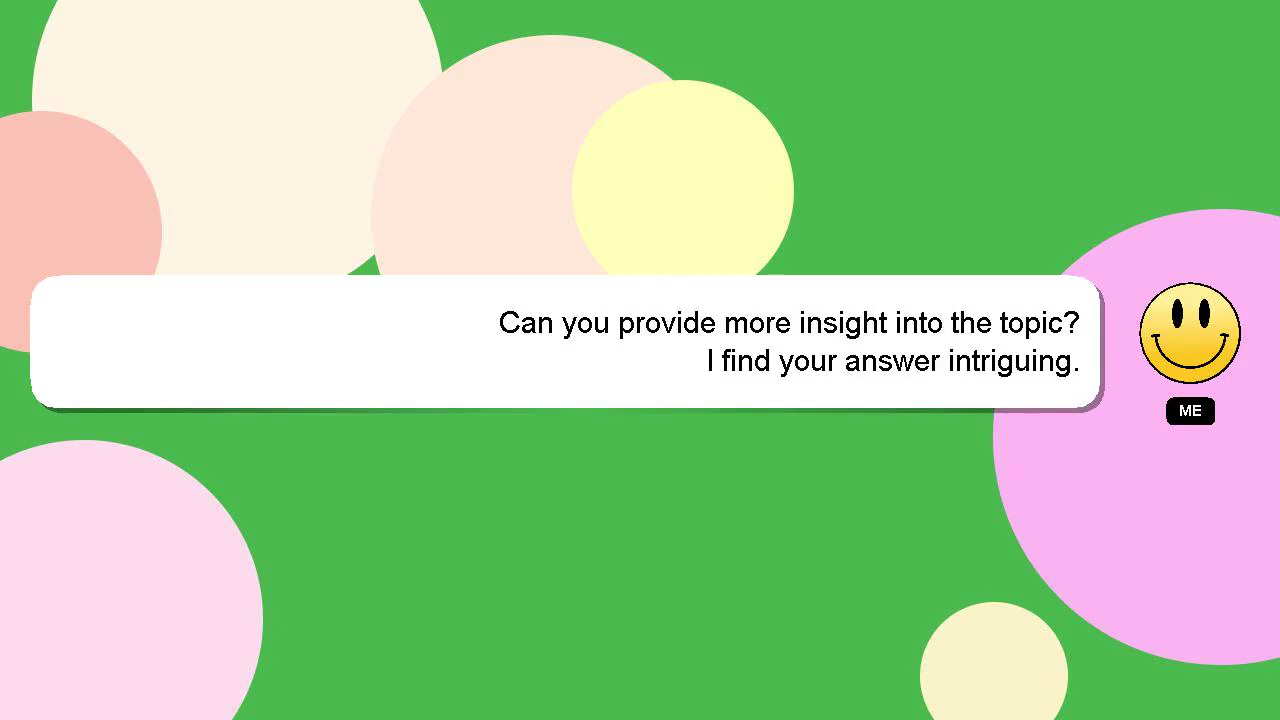 Can you provide more insight into the topic?
I find your answer intriguing.
ME